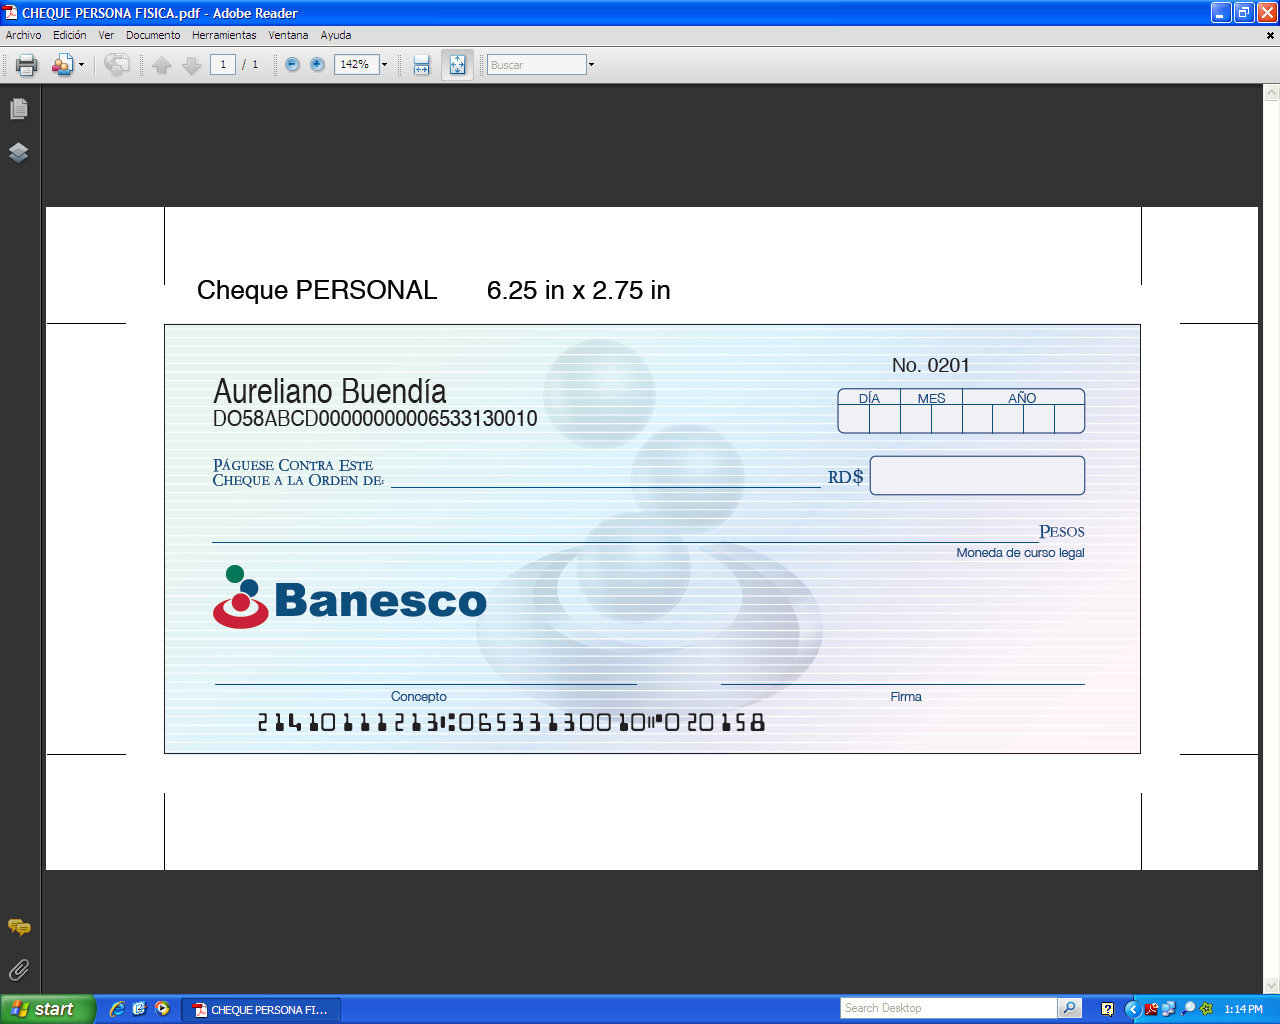 CHEQUE PERSONA FISICA.pdf - Adobe Reader
Archivo Edición Ver Documento Herramientas Ventana Ayuda
1 / 1 142% Buscar
Cheque PERSONAL 6.25 in x 2.75 in
No. 0201
Aureliano Buendía
DO58ABCD00000000006533130010
DÍA MES AÑO
PÁGUESE CONTRA ESTE
CHEQUE A LA ORDEN DE:
RD$
PESOS
Moneda de curso legal
Banesco
Concepto
Firma
21410111213⑆06533130010⑈020158
start
CHEQUE PERSONA FI...
Search Desktop
1:14 PM